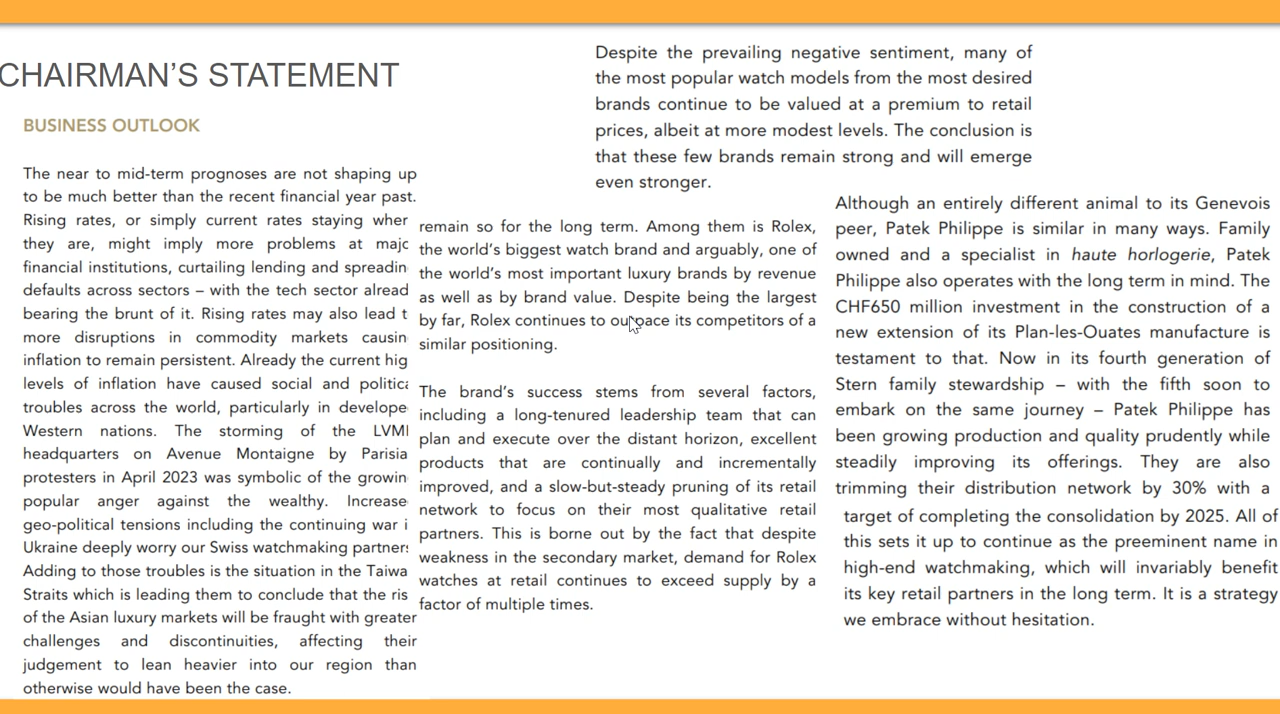 CHAIRMAN'S STATEMENT
BUSINESS OUTLOOK
The near to mid-term prognoses are not shaping up
to be much better than the recent financial year past.
Rising rates, or simply current rates staying wher
they are, might imply more problems at majo
financial institutions, curtailing lending and spreadin
defaults across sectors – with the tech sector alread
bearing the brunt of it. Rising rates may also lead t
more disruptions in commodity markets causin
inflation to remain persistent. Already the current hig
levels of inflation have caused social and politica
troubles across the world, particularly in develope
Western nations. The storming of the LVMH
headquarters on Avenue Montaigne by Parisia
protesters in April 2023 was symbolic of the growin
popular anger against the wealthy. Increase
geo-political tensions including the continuing war i
Ukraine deeply worry our Swiss watchmaking partners
Adding to those troubles is the situation in the Taiwa
Straits which is leading them to conclude that the ris
of the Asian luxury markets will be fraught with greater
challenges and discontinuities, affecting their
judgement to lean heavier into our region than
otherwise would have been the case.
Despite the prevailing negative sentiment, many of
the most popular watch models from the most desired
brands continue to be valued at a premium to retail
prices, albeit at more modest levels. The conclusion is
that these few brands remain strong and will emerge
even stronger.
remain so for the long term. Among them is Rolex,
the world's biggest watch brand and arguably, one of
the world's most important luxury brands by revenue
as well as by brand value. Despite being the largest
by far, Rolex continues to outpace its competitors of a
similar positioning.
The brand's success stems from several factors,
including a long-tenured leadership team that can
plan and execute over the distant horizon, excellent
products that are continually and incrementally
improved, and a slow-but-steady pruning of its retail
network to focus on their most qualitative retail
partners. This is borne out by the fact that despite
weakness in the secondary market, demand for Rolex
watches at retail continues to exceed supply by a
factor of multiple times.
Although an entirely different animal to its Genevois
peer, Patek Philippe is similar in many ways. Family
owned and a specialist in haute horlogerie, Patek
Philippe also operates with the long term in mind. The
CHF650 million investment in the construction of a
new extension of its Plan-les-Ouates manufacture is
testament to that. Now in its fourth generation of
Stern family stewardship – with the fifth soon to
embark on the same journey – Patek Philippe has
been growing production and quality prudently while
steadily improving its offerings. They are also
trimming their distribution network by 30% with a
target of completing the consolidation by 2025. All of
this sets it up to continue as the preeminent name in
high-end watchmaking, which will invariably benefit
its key retail partners in the long term. It is a strategy
we embrace without hesitation.